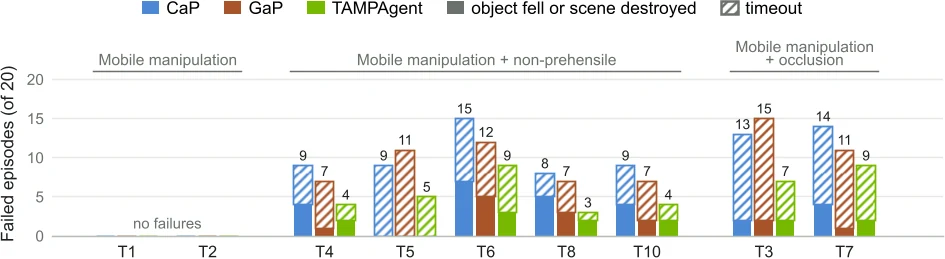 CaP GaP TAMPAgent object fell or scene destroyed timeout
Mobile manipulation
Mobile manipulation + non-prehensile
Mobile manipulation
+ occlusion
Failed episodes (of 20)
20
15
10
5
0
no failures
9 7 4
9 11 5
15 12 9
8 7 3
9 7 4
13 15 7
14 11 9
T1 T2 T4 T5 T6 T8 T10 T3 T7